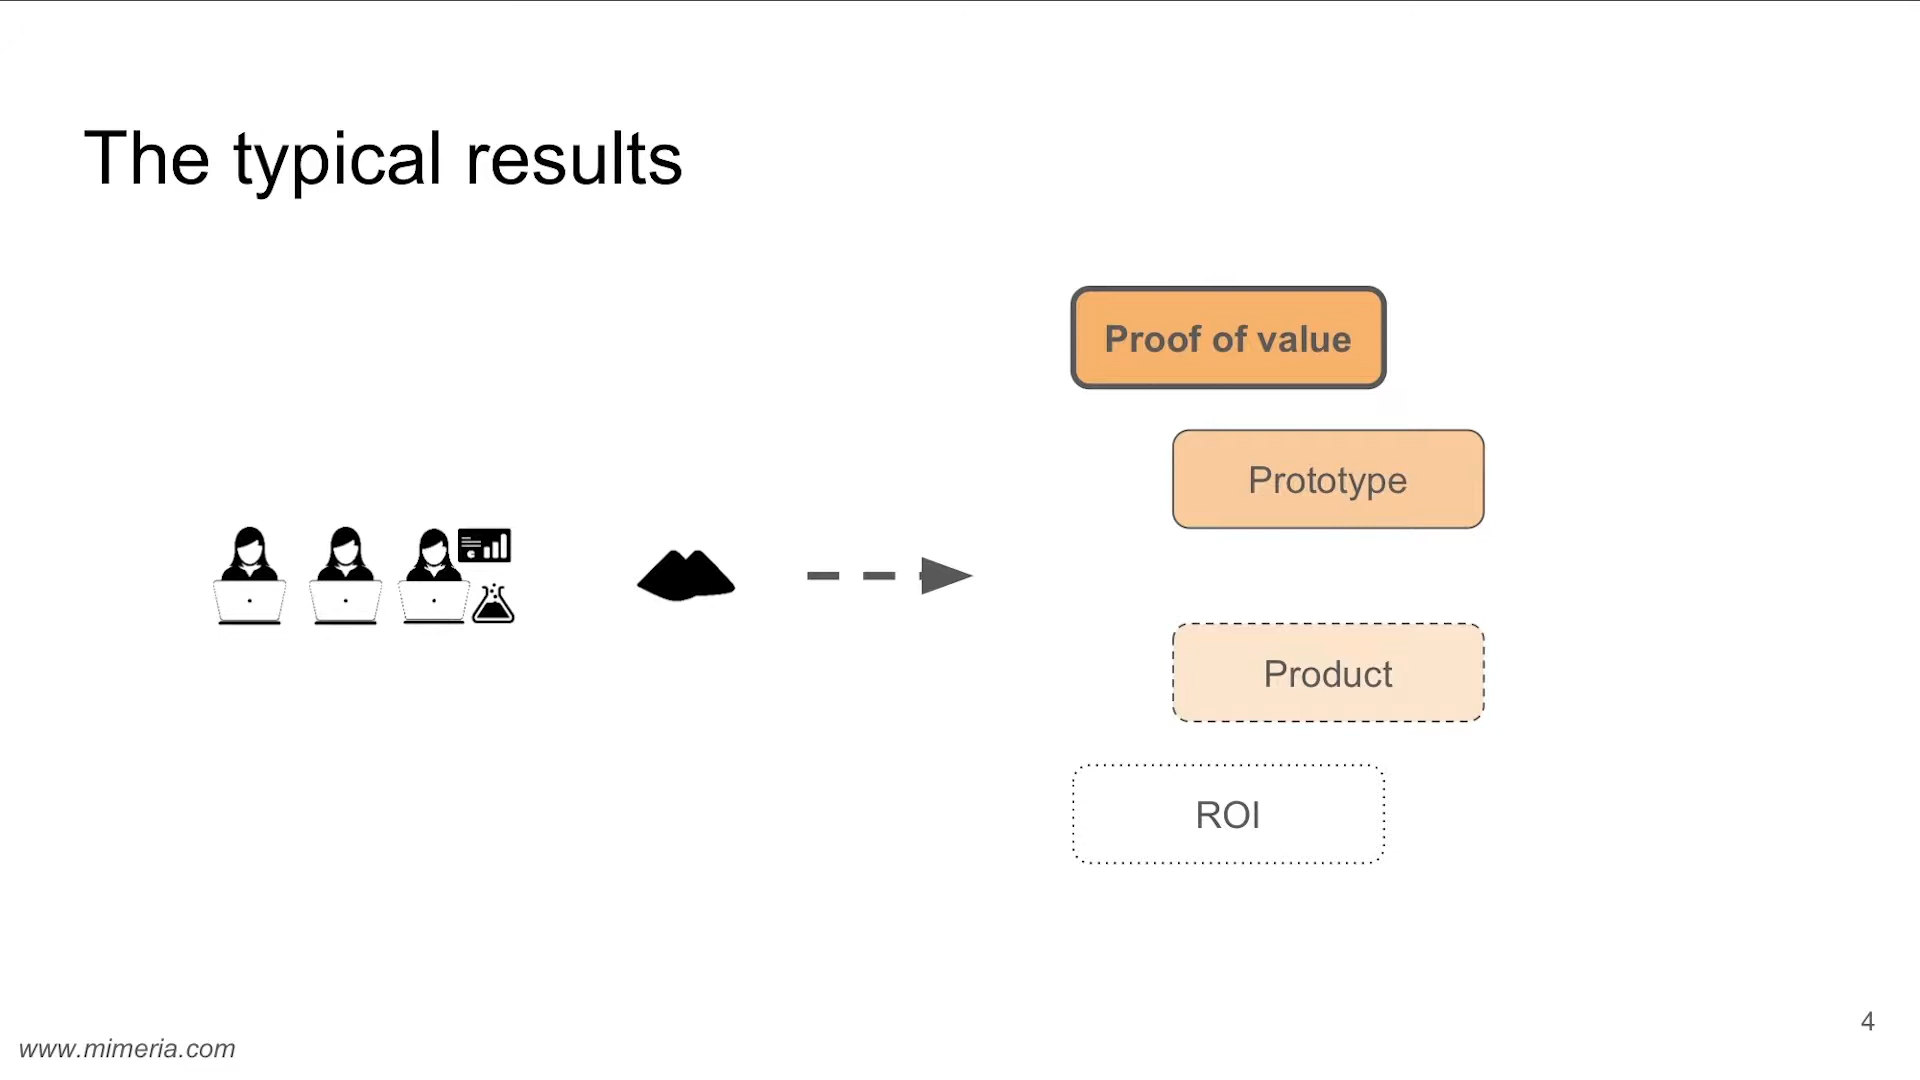 The typical results
Proof of value
Prototype
Product
ROI
www.mimeria.com
4